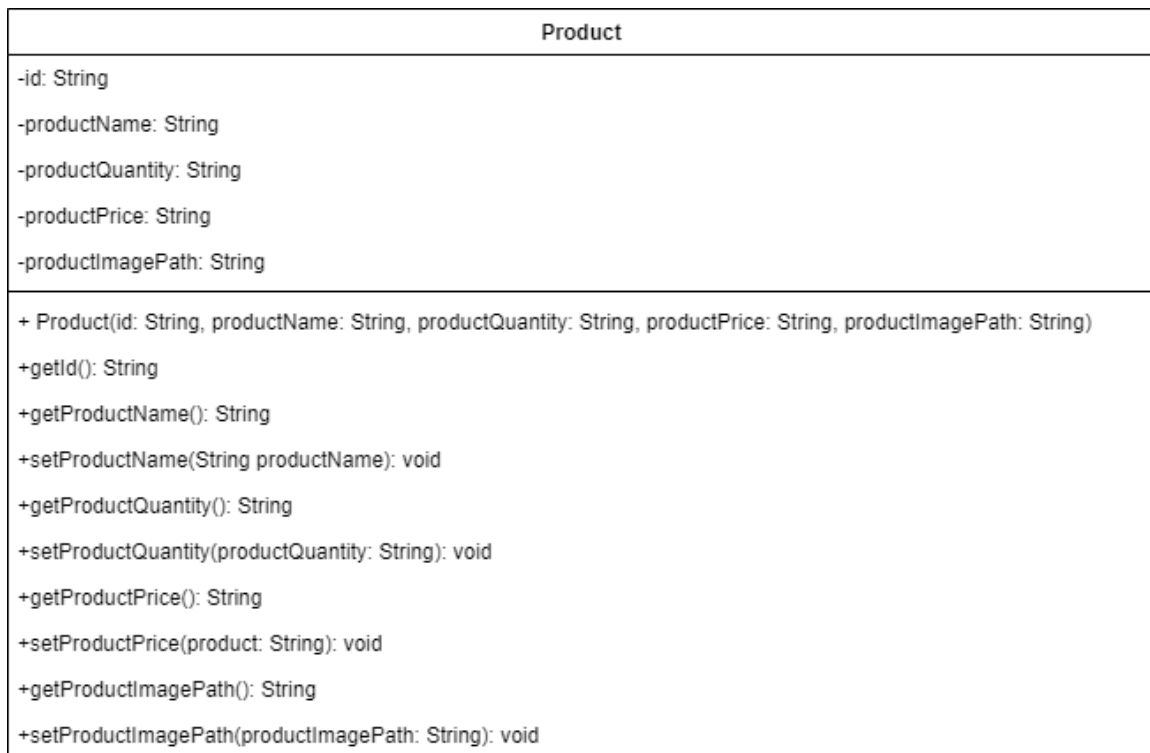 Product
-id: String
-productName: String
-productQuantity: String
-productPrice: String
-productImagePath: String
+ Product(id: String, productName: String, productQuantity: String, productPrice: String, productImagePath: String)
+getId(): String
+getProductName(): String
+setProductName(String productName): void
+getProductQuantity(): String
+setProductQuantity(productQuantity: String): void
+getProductPrice(): String
+setProductPrice(product: String): void
+getProductImagePath(): String
+setProductImagePath(productImagePath: String): void